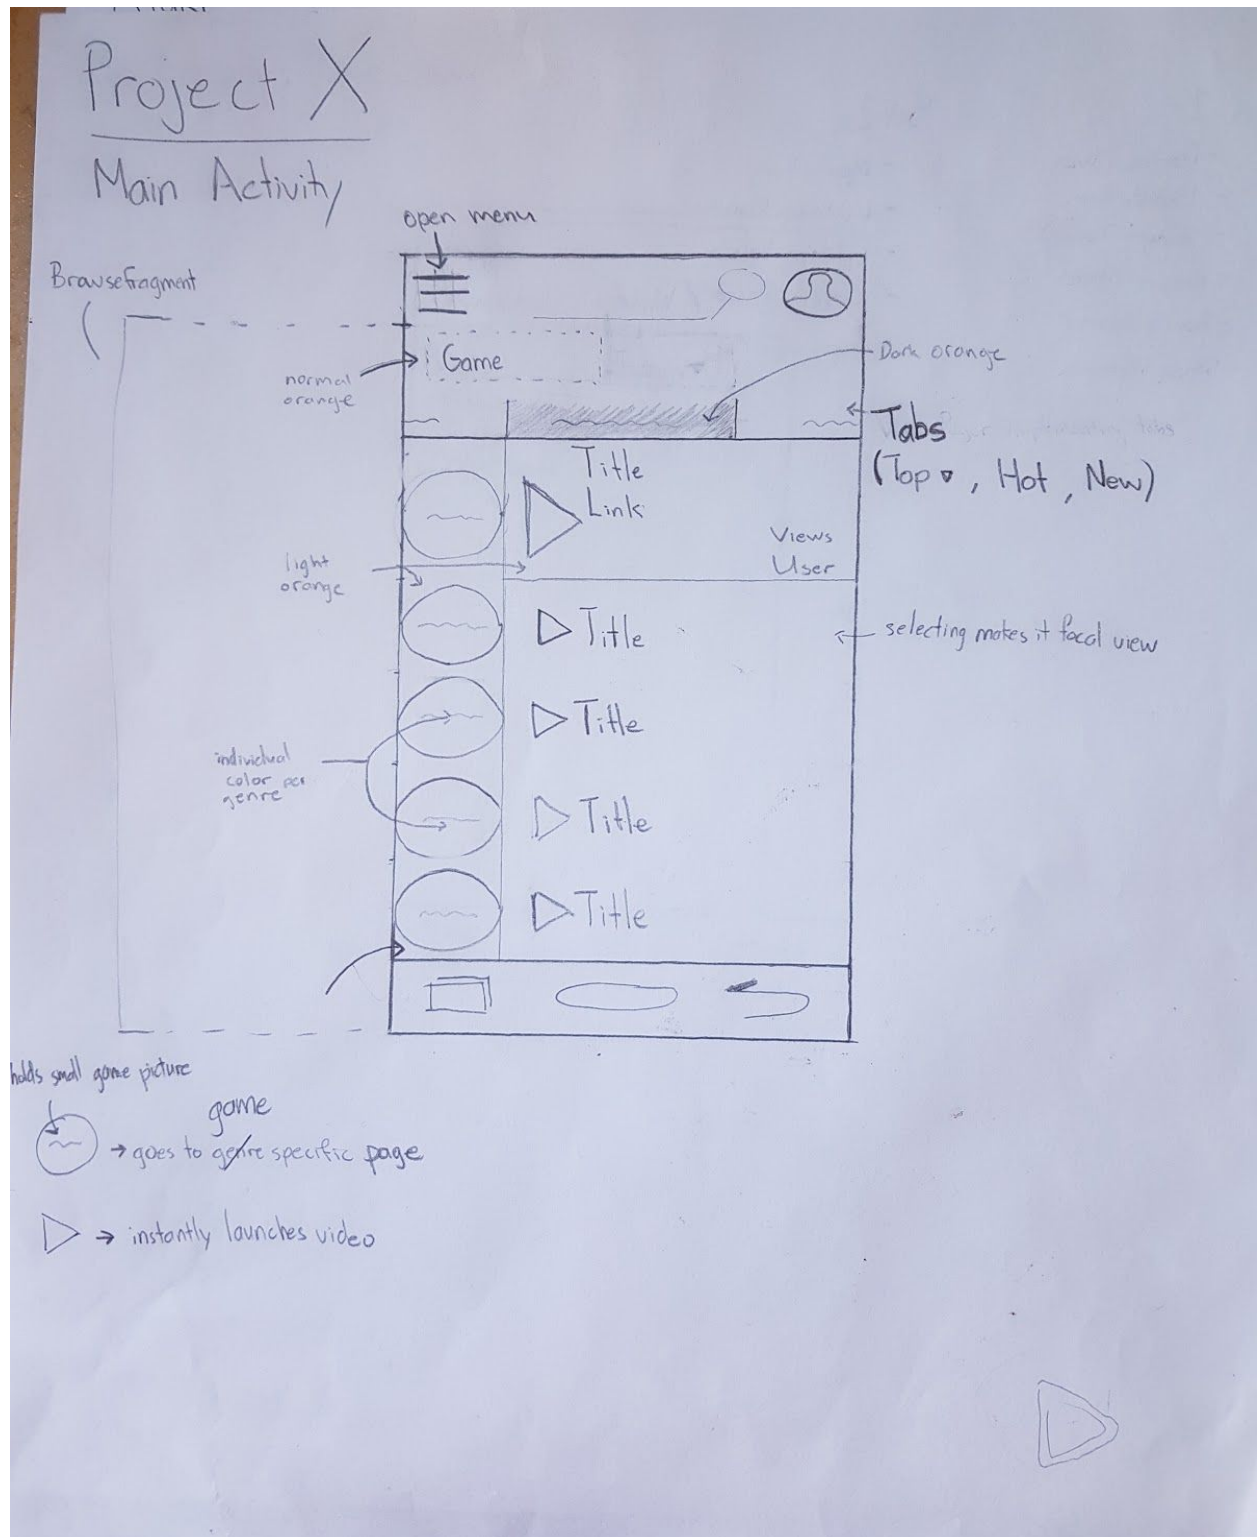 Project X
Main Activity
open menu
Browsefragment
Game
normal
orange
Dark orange
Tabs
(Top ▾, Hot, New)
Title
Link
Views
User
light
orange
Title
selecting makes it focal view
Title
individual
color per
genre
Title
Title
holds small game picture
game
→ goes to genre specific page
→ instantly launches video